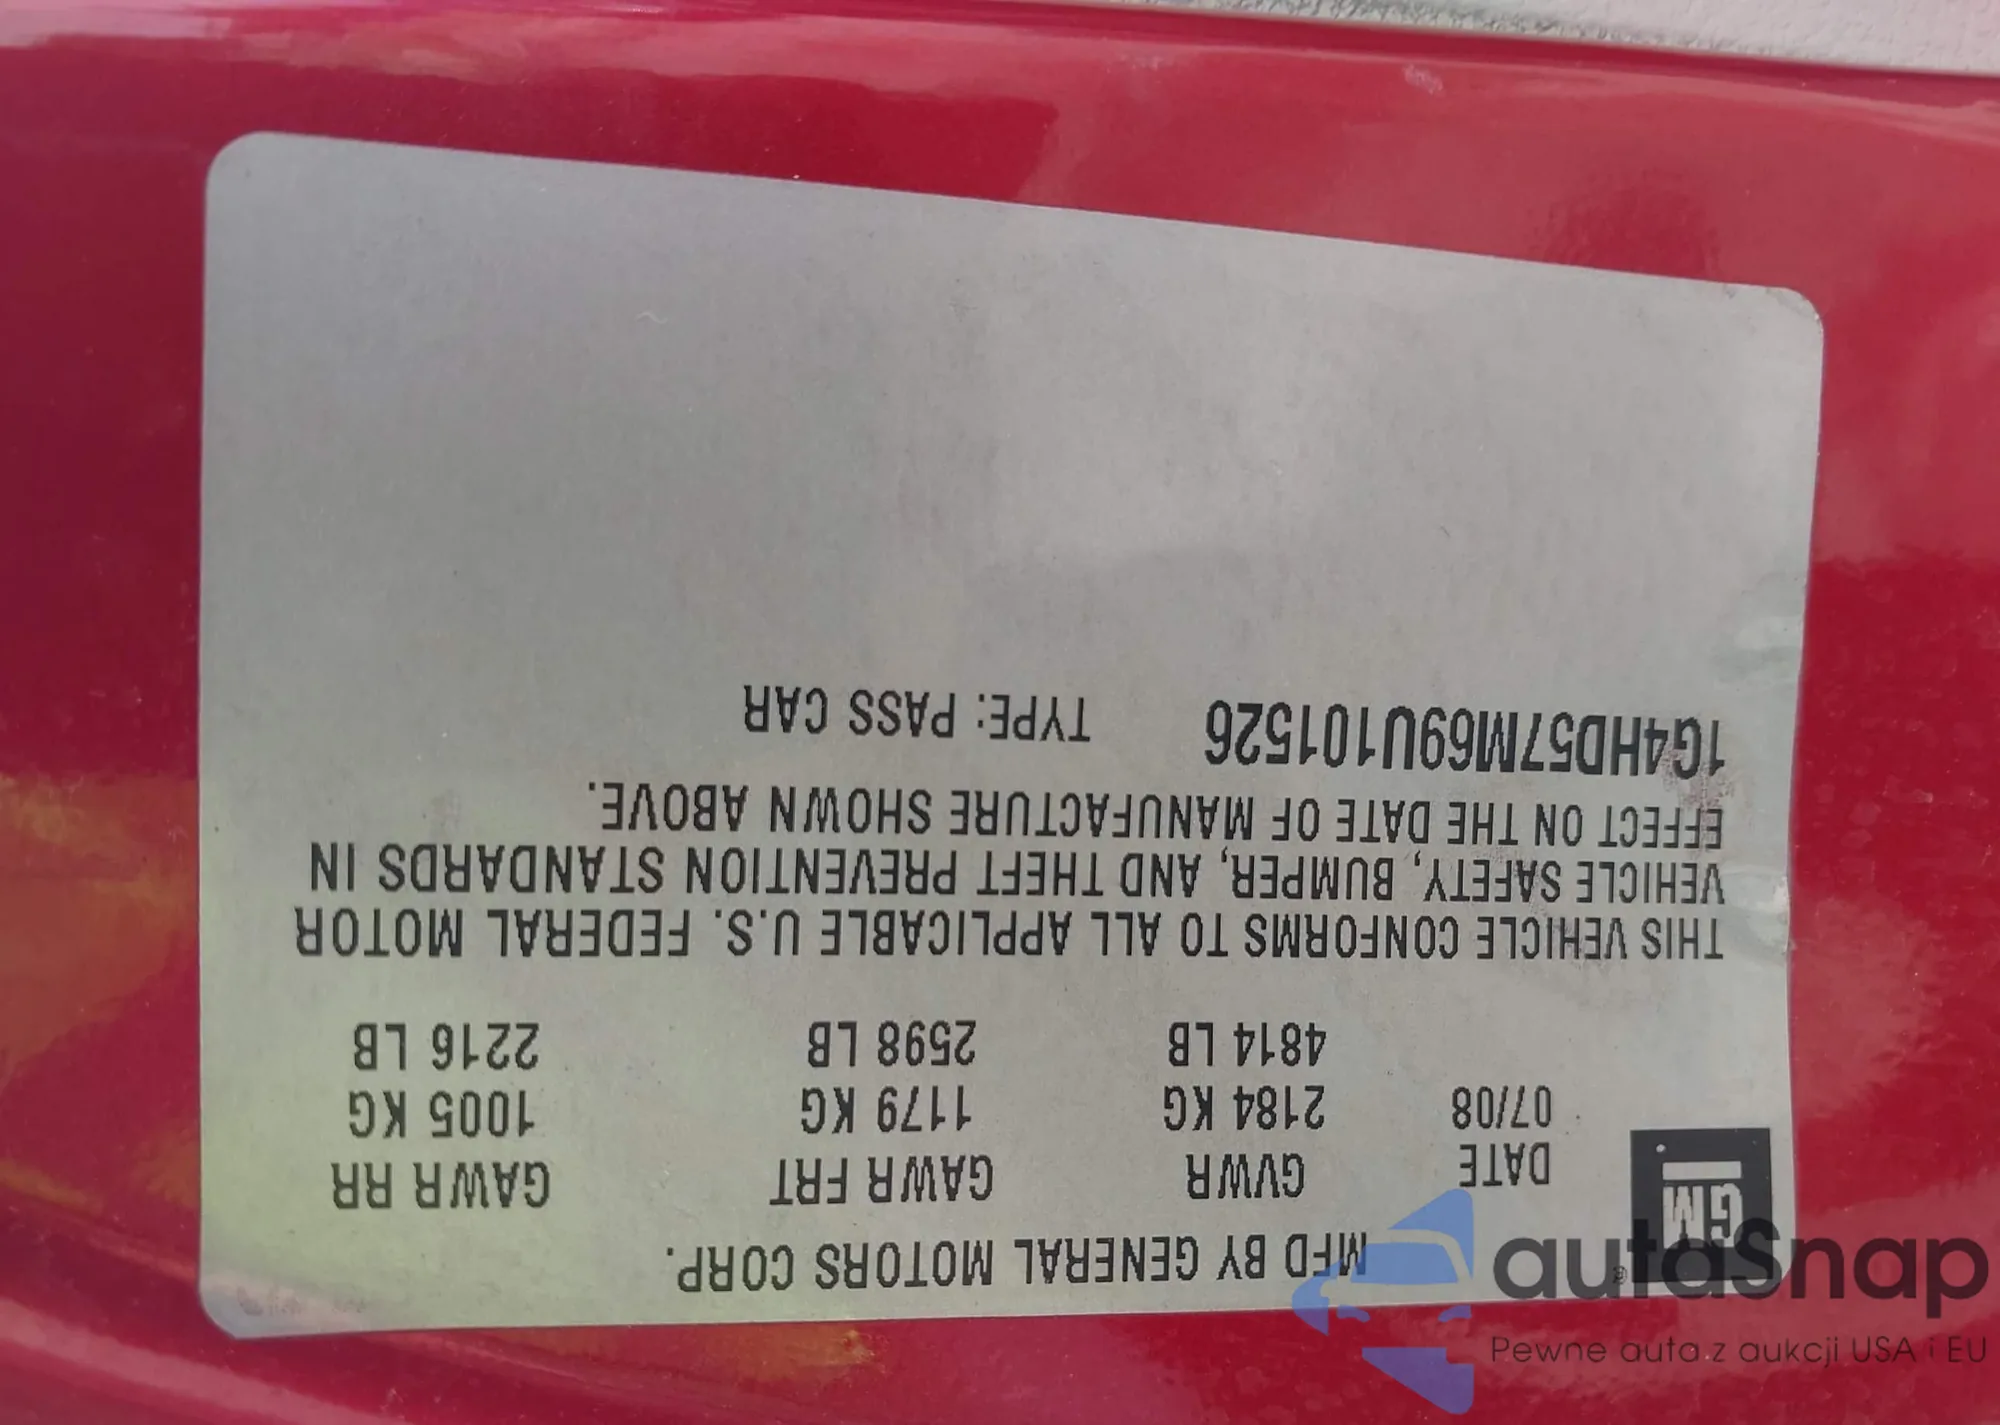 MFD BY GENERAL MOTORS CORP.
GM
DATE GVWR GAWR FRT GAWR RR
07/08 2184 KG 1179 KG 1005 KG
4814 LB 2598 LB 2216 LB
THIS VEHICLE CONFORMS TO ALL APPLICABLE U.S. FEDERAL MOTOR
VEHICLE SAFETY, BUMPER, AND THEFT PREVENTION STANDARDS IN
EFFECT ON THE DATE OF MANUFACTURE SHOWN ABOVE.
1G4HD57M69U101526 TYPE: PASS CAR
autaSnap
Pewne auta z aukcji USA i EU